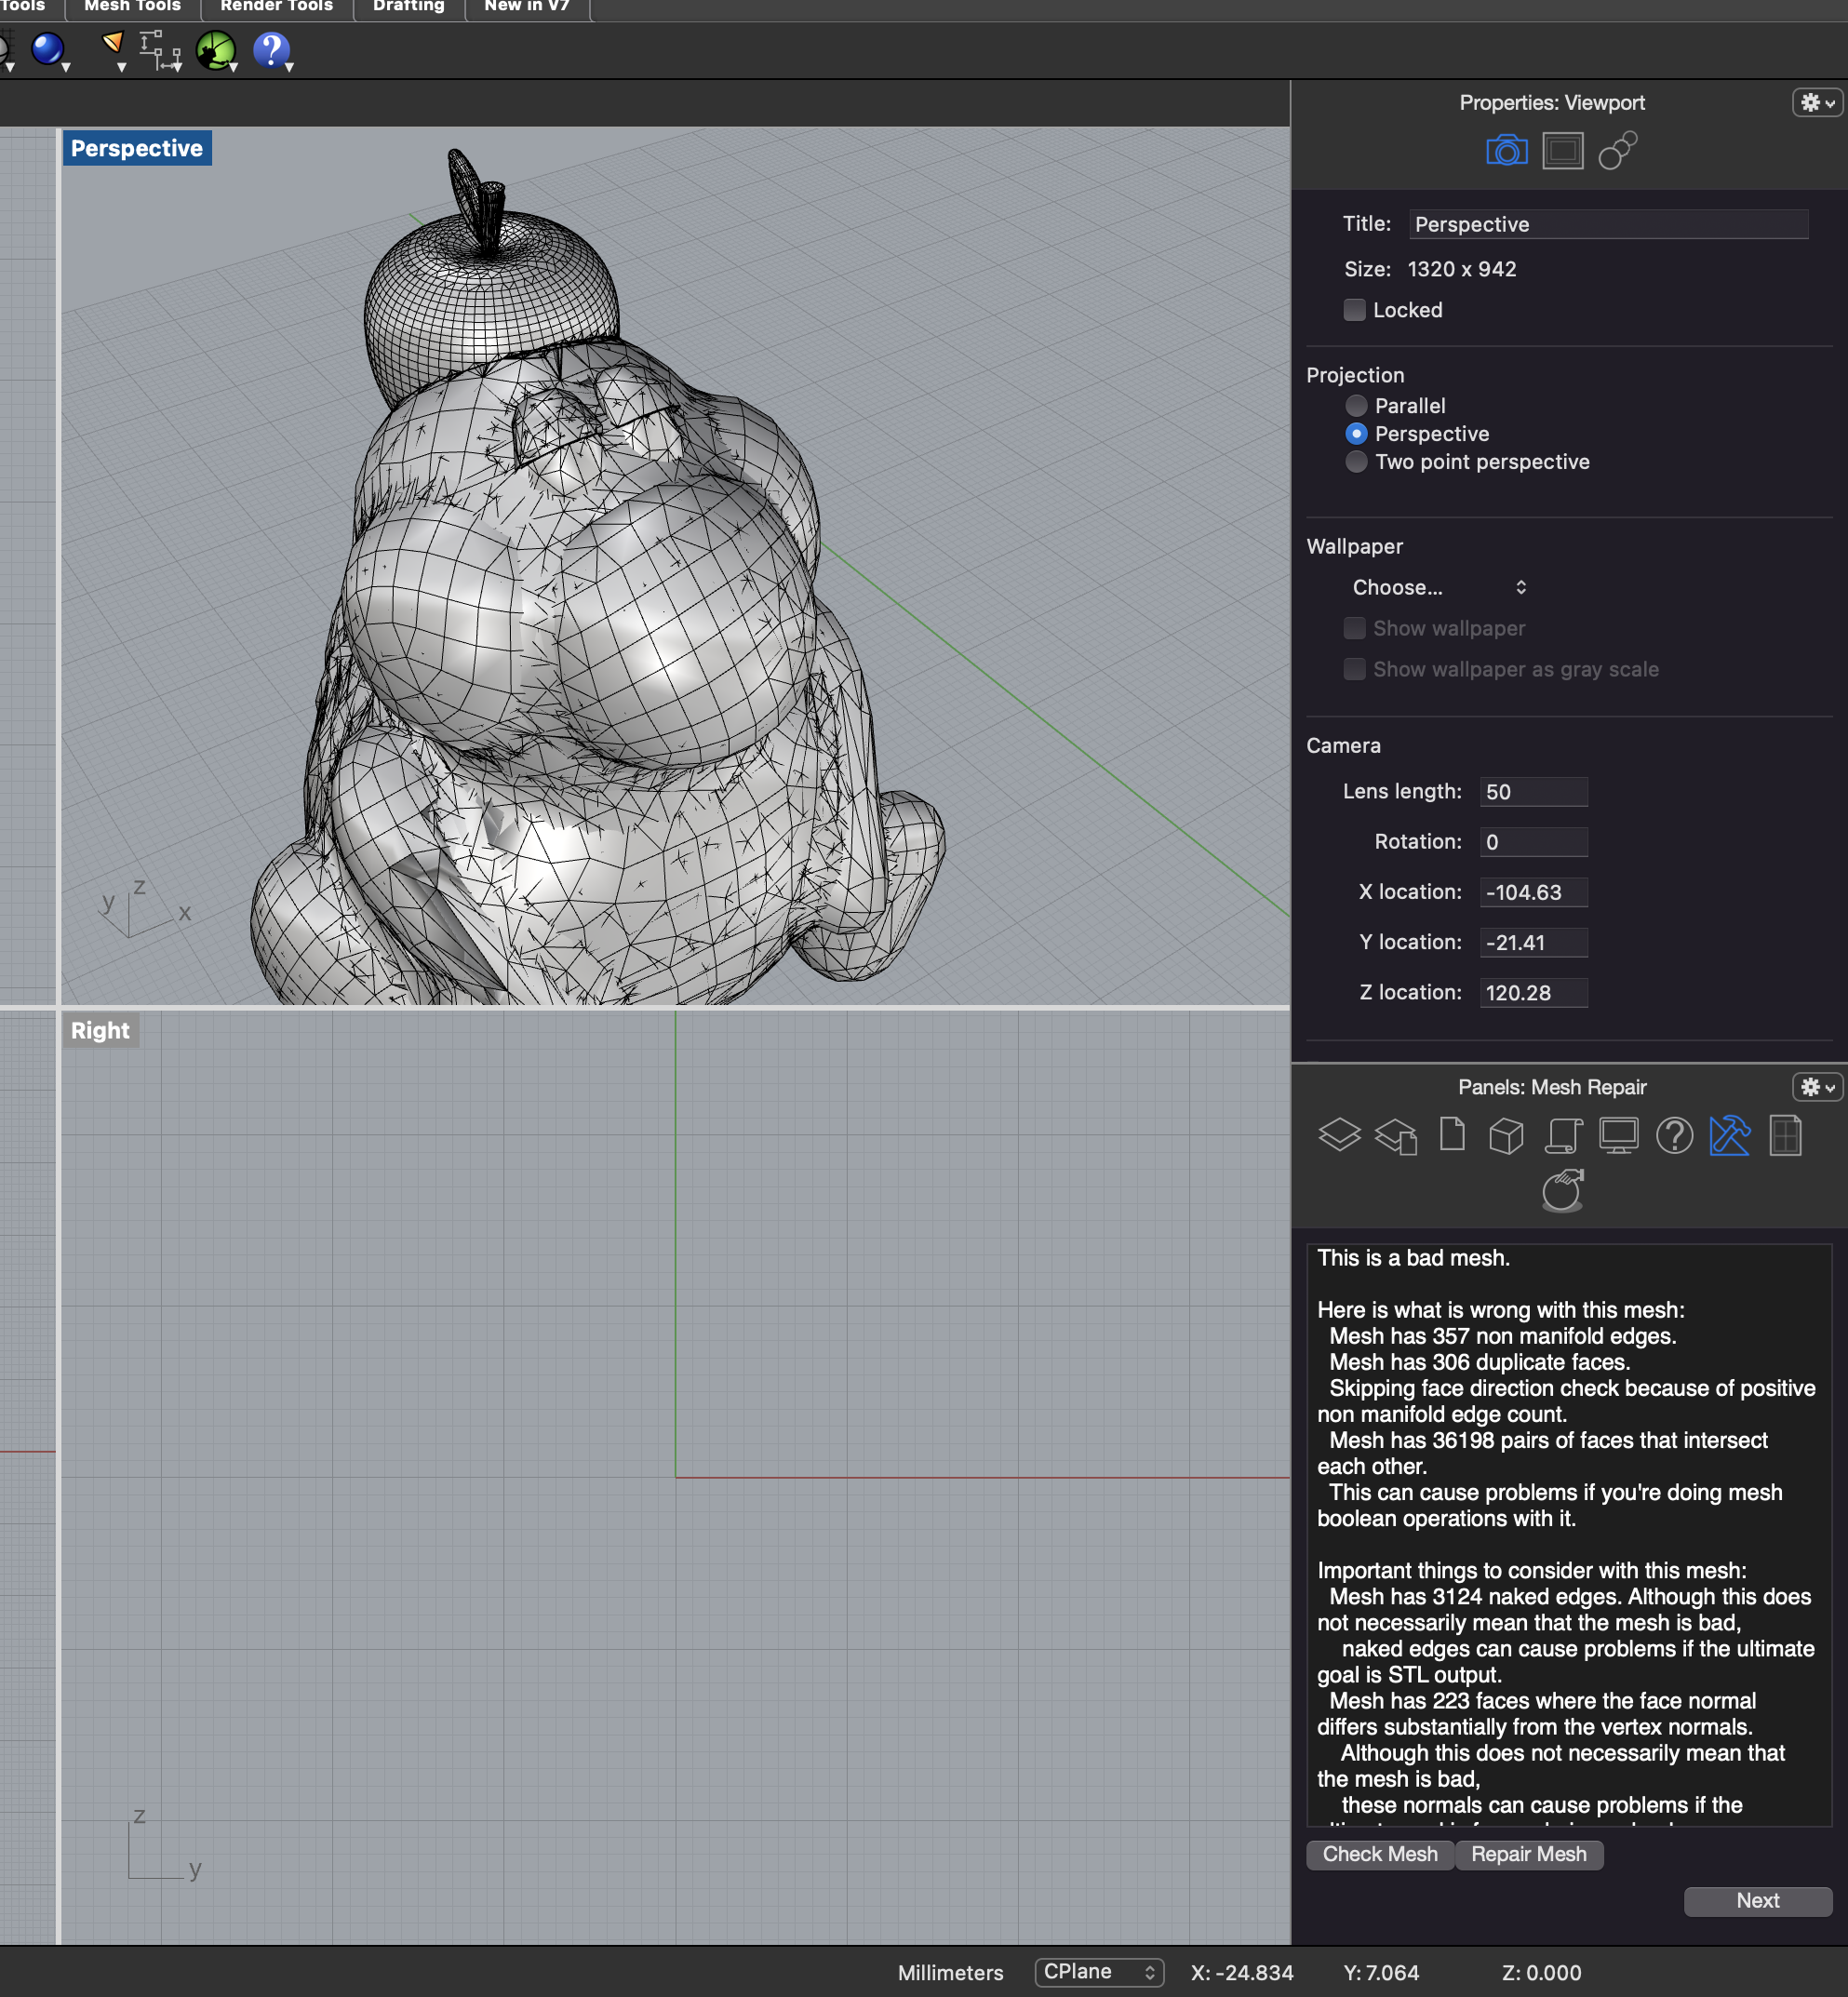 Tools
Mesh Tools
Render Tools
Drafting
New in V7
?
Properties: Viewport
Perspective
Title: Perspective
Size: 1320 x 942
Locked
Projection
Parallel
Perspective
Two point perspective
Wallpaper
Choose...
Show wallpaper
Show wallpaper as gray scale
Camera
Lens length: 50
Rotation: 0
X location: -104.63
Y location: -21.41
Z location: 120.28
z
y
x
Right
Panels: Mesh Repair
?
This is a bad mesh.
Here is what is wrong with this mesh:
Mesh has 357 non manifold edges.
Mesh has 306 duplicate faces.
Skipping face direction check because of positive
non manifold edge count.
Mesh has 36198 pairs of faces that intersect
each other.
This can cause problems if you're doing mesh
boolean operations with it.
Important things to consider with this mesh:
Mesh has 3124 naked edges. Although this does
not necessarily mean that the mesh is bad,
naked edges can cause problems if the ultimate
goal is STL output.
Mesh has 223 faces where the face normal
differs substantially from the vertex normals.
Although this does not necessarily mean that
the mesh is bad,
these normals can cause problems if the
z
y
Check Mesh
Repair Mesh
Next
Millimeters
CPlane
X: -24.834
Y: 7.064
Z: 0.000